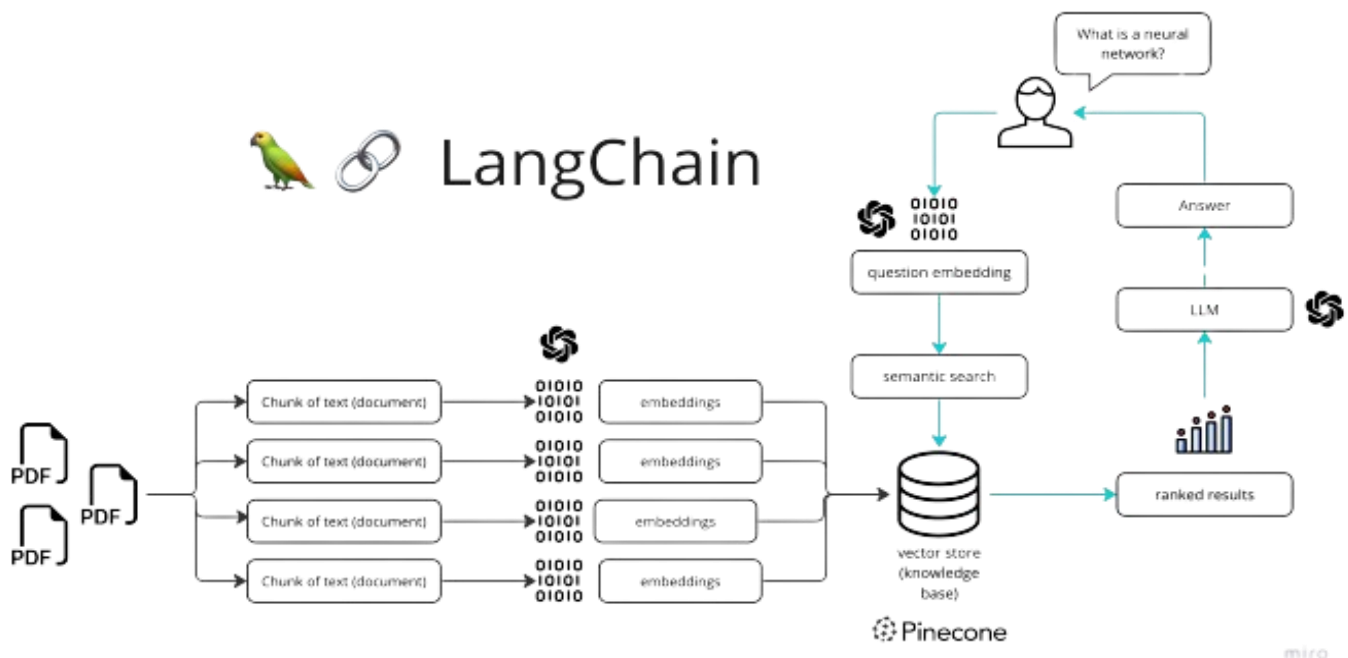 What is a neural
network?
LangChain
01010
10101
01010
Answer
question embedding
LLM
semantic search
Chunk of text (document)
01010
10101
01010
embeddings
Chunk of text (document)
01010
10101
01010
embeddings
Chunk of text (document)
01010
10101
01010
embeddings
Chunk of text (document)
01010
10101
01010
embeddings
PDF
PDF
PDF
ranked results
vector store
(knowledge
base)
Pinecone
miro